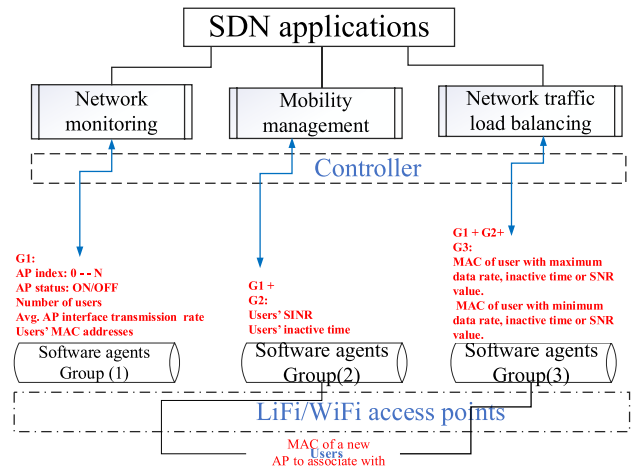 SDN applications
Network
monitoring
Mobility
management
Network traffic
load balancing
Controller
G1:
AP index: 0 - - N
AP status: ON/OFF
Number of users
Avg. AP interface transmission rate
Users’ MAC addresses
G1 +
G2:
Users’ SINR
Users’ inactive time
G1 + G2+
G3:
MAC of user with maximum
data rate, inactive time or SNR
value.
MAC of user with minimum
data rate, inactive time or SNR
value.
Software agents
Group (1)
Software agents
Group(2)
Software agents
Group(3)
LiFi/WiFi access points
MAC of a new
Users
AP to associate with